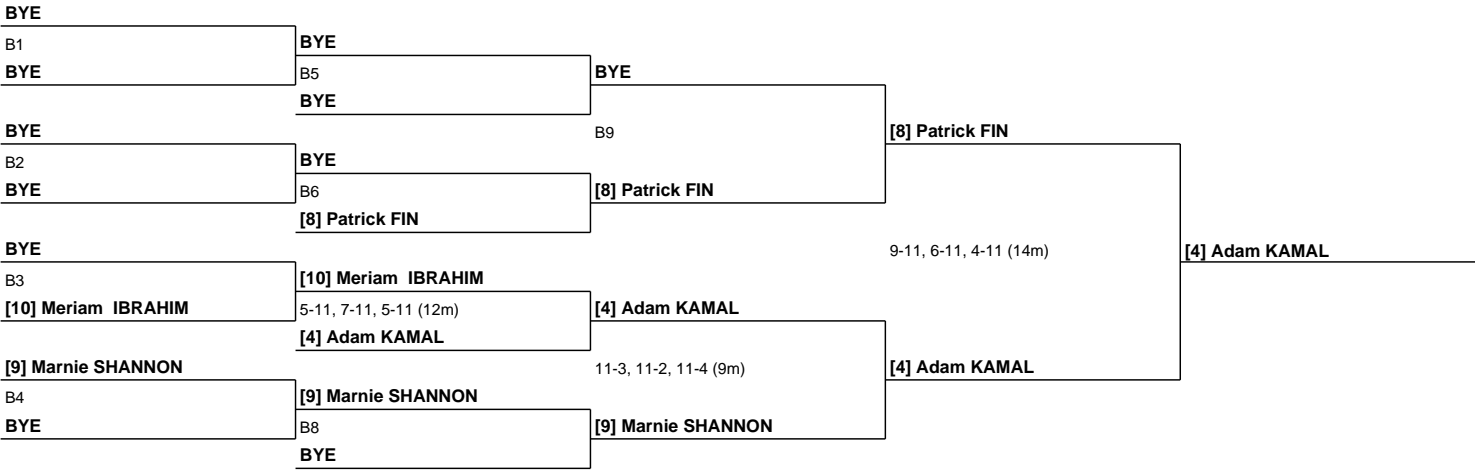 BYE
B1
BYE
BYE
B5
BYE
BYE
BYE
B2
BYE
B9
[8] Patrick FIN
BYE
B6
[8] Patrick FIN
[8] Patrick FIN
BYE
B3
[10] Meriam  IBRAHIM
9-11, 6-11, 4-11 (14m)
[4] Adam KAMAL
[10] Meriam  IBRAHIM
5-11, 7-11, 5-11 (12m)
[4] Adam KAMAL
[4] Adam KAMAL
[9] Marnie SHANNON
B4
BYE
11-3, 11-2, 11-4 (9m)
[4] Adam KAMAL
[9] Marnie SHANNON
B8
BYE
[9] Marnie SHANNON